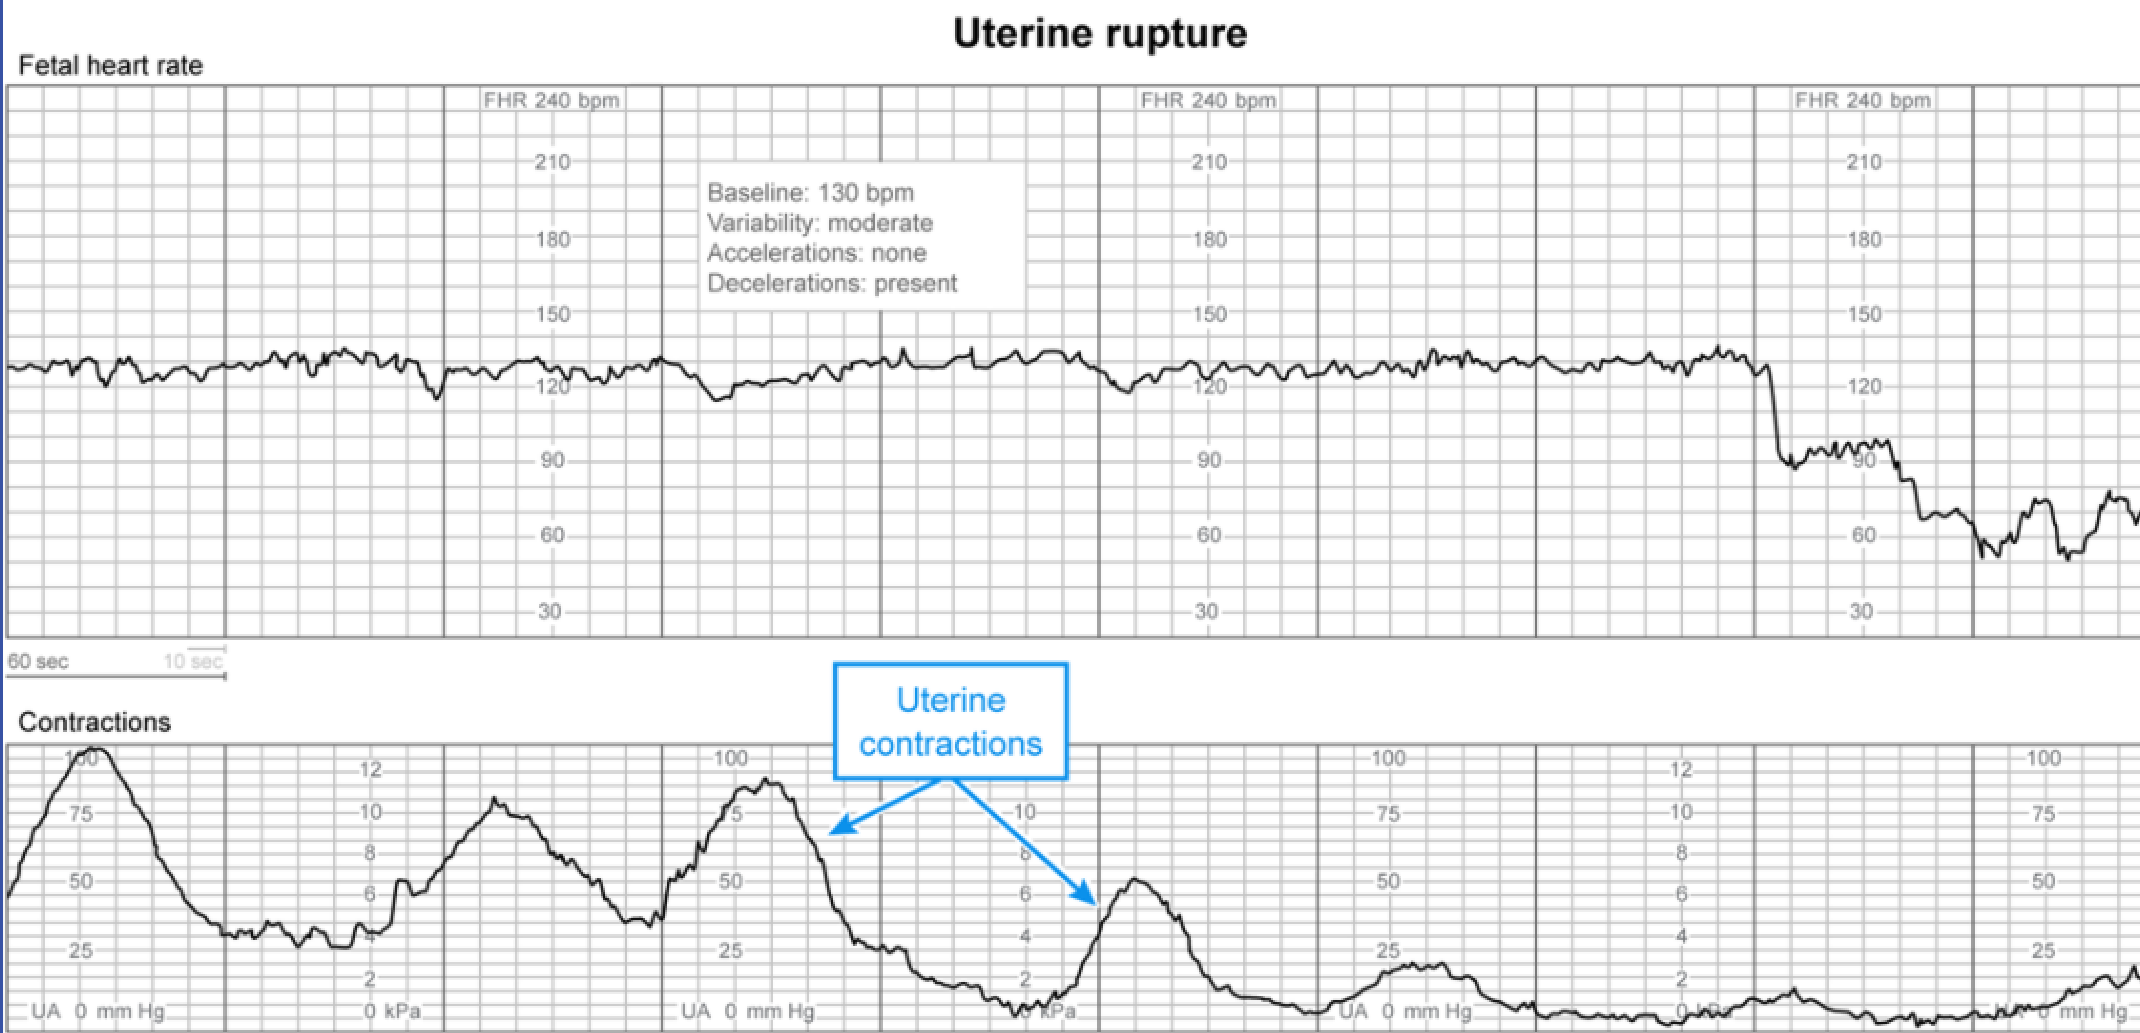 Uterine rupture
Fetal heart rate
FHR 240 bpm FHR 240 bpm FHR 240 bpm
210 210 210
Baseline: 130 bpm
Variability: moderate
Accelerations: none
Decelerations: present
180 180 180
150 150 150
120 120 120
90 90 90
60 60 60
30 30 30
60 sec 10 sec
Uterine
contractions
Contractions
100 12 100 100 12 100
75 10 5 10 75 10 75
8 8 8
50 6 50 6 50 6 50
25 4 25 4 25 4 25
2 2 2
UA 0 mm Hg 0 kPa UA 0 mm Hg kPa UA 0 mm Hg 0 mm Hg